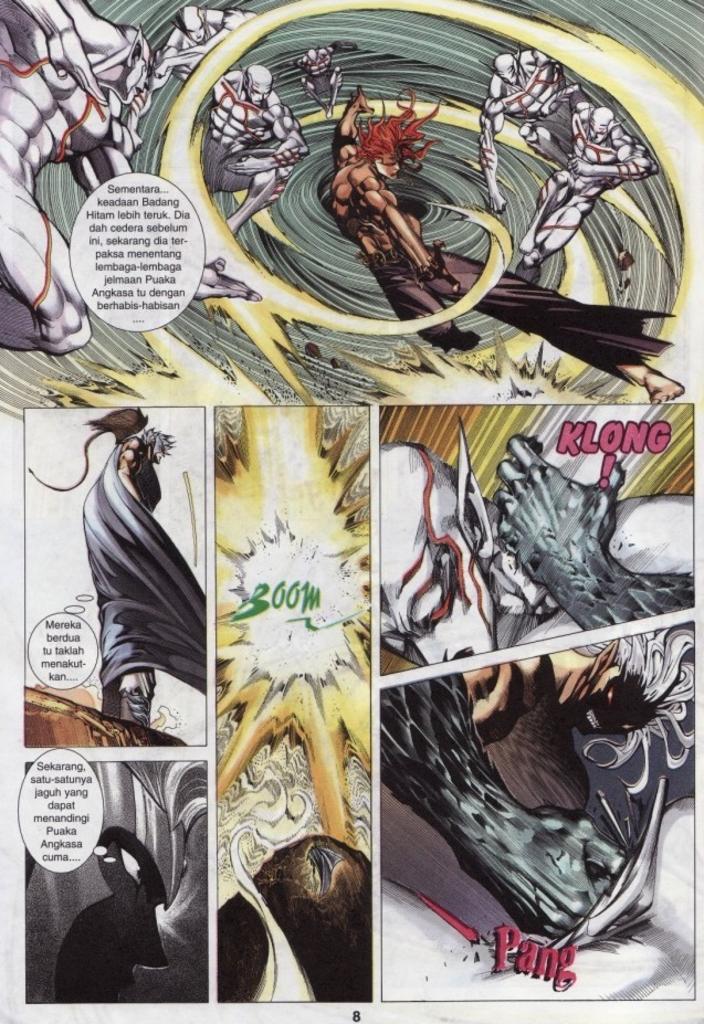 Sementara...
keadaan Badang
Hitam lebih teruk. Dia
dah cedera sebelum
ini, sekarang dia ter-
paksa menentang
lembaga-lembaga
jelmaan Puaka
Angkasa tu dengan
berhabis-habisan
....
Mereka
berdua
tu taklah
menakut-
kan....
Sekarang,
satu-satunya
jaguh yang
dapat
menandingi
Puaka
Angkasa
cuma....
BOOM
KLONG
!
Pang
8